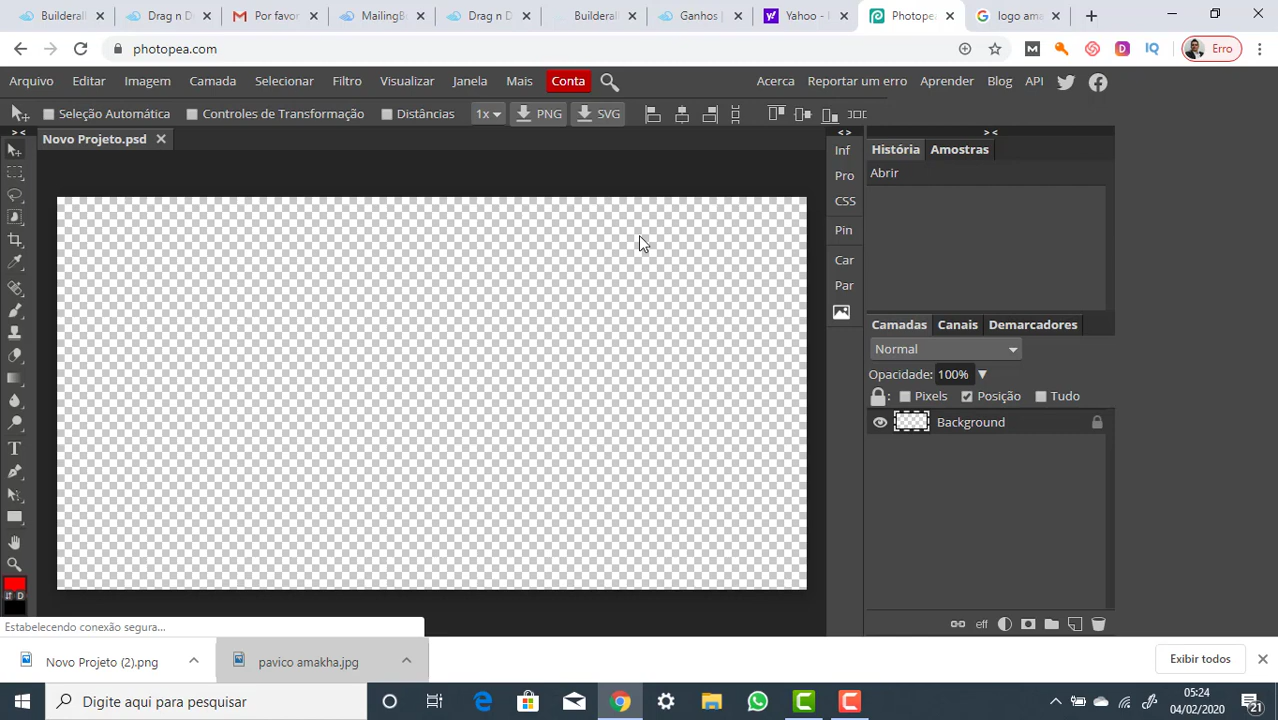 Builderall
Drag n D
Por favor
MailingBo
Drag n D
Builderall
Ganhos |
Yahoo -
Photopea
logo ama
photopea.com
Erro
Arquivo Editar Imagem Camada Selecionar Filtro Visualizar Janela Mais Conta
Acerca Reportar um erro Aprender Blog API
Seleção Automática Controles de Transformação Distâncias 1x PNG SVG
Novo Projeto.psd
Inf
Pro
CSS
Pin
Car
Par
História Amostras
Abrir
Camadas Canais Demarcadores
Normal
Opacidade: 100%
Pixels Posição Tudo
Background
eff
D
Estabelecendo conexão segura...
Novo Projeto (2).png
pavico amakha.jpg
Exibir todos
Digite aqui para pesquisar
05:24
04/02/2020
21